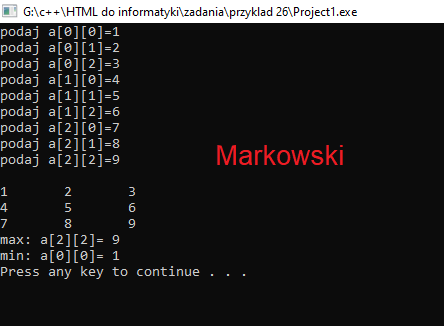 G:\c++\HTML do informatyki\zadania\przyklad 26\Project1.exe
podaj a[0][0]=1
podaj a[0][1]=2
podaj a[0][2]=3
podaj a[1][0]=4
podaj a[1][1]=5
podaj a[1][2]=6
podaj a[2][0]=7
podaj a[2][1]=8
podaj a[2][2]=9
Markowski
1 2 3
4 5 6
7 8 9
max: a[2][2]= 9
min: a[0][0]= 1
Press any key to continue . . .